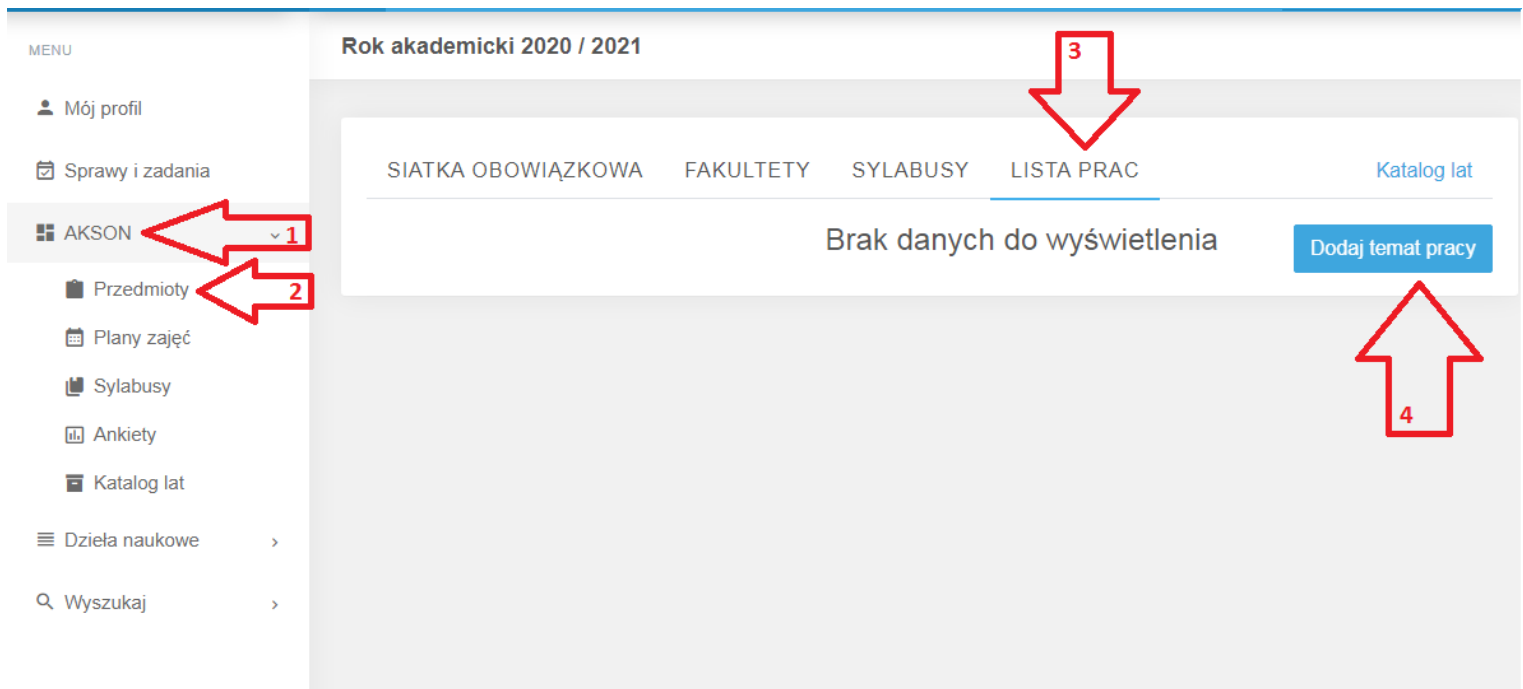 MENU
Mój profil
Sprawy i zadania
AKSON
1
Przedmioty
2
Plany zajęć
Sylabusy
Ankiety
Katalog lat
Dzieła naukowe
Wyszukaj
Rok akademicki 2020 / 2021
3
SIATKA OBOWIĄZKOWA FAKULTETY SYLABUSY LISTA PRAC Katalog lat
Brak danych do wyświetlenia
Dodaj temat pracy
4